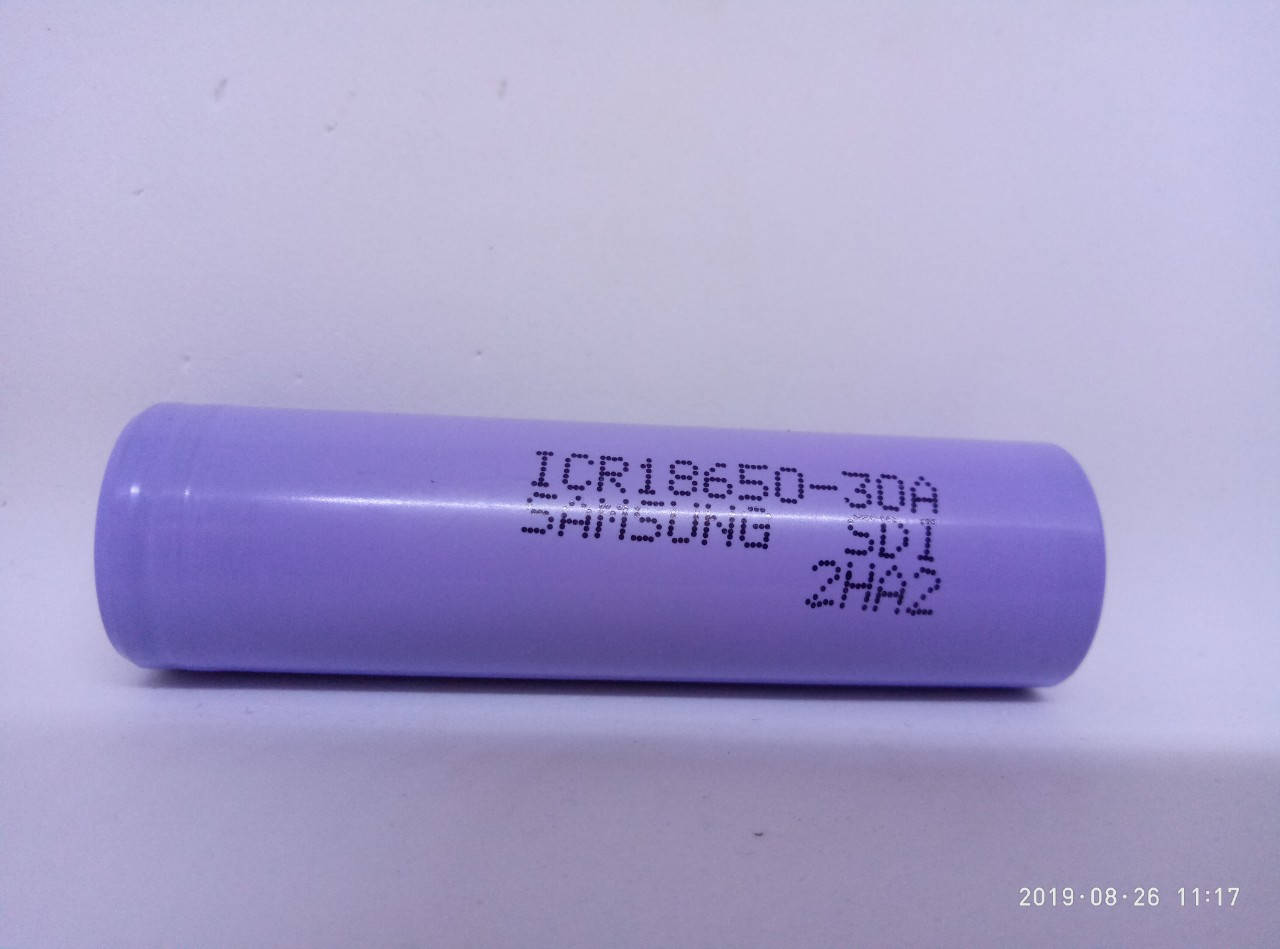 ICR18650-30A
SAMSUNG SDI
2HA2
2019·08·26 11:17